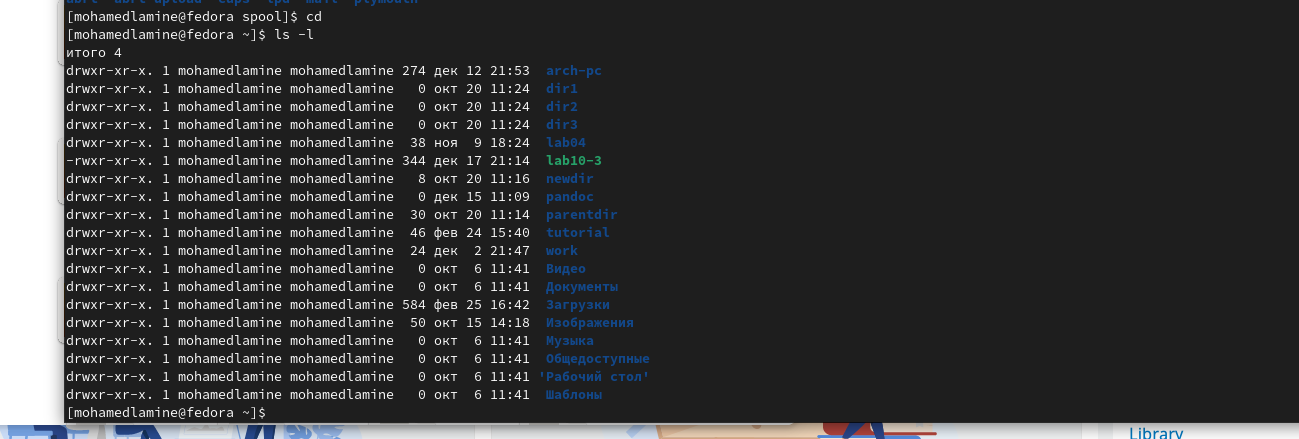 [mohamedlamine@fedora spool]$ cd
[mohamedlamine@fedora ~]$ ls -l
итого 4
drwxr-xr-x. 1 mohamedlamine mohamedlamine 274 дек 12 21:53  arch-pc
drwxr-xr-x. 1 mohamedlamine mohamedlamine   0 окт 20 11:24  dir1
drwxr-xr-x. 1 mohamedlamine mohamedlamine   0 окт 20 11:24  dir2
drwxr-xr-x. 1 mohamedlamine mohamedlamine   0 окт 20 11:24  dir3
drwxr-xr-x. 1 mohamedlamine mohamedlamine  38 ноя  9 18:24  lab04
-rwxr-xr-x. 1 mohamedlamine mohamedlamine 344 дек 17 21:14  lab10-3
drwxr-xr-x. 1 mohamedlamine mohamedlamine   8 окт 20 11:16  newdir
drwxr-xr-x. 1 mohamedlamine mohamedlamine   0 дек 15 11:09  pandoc
drwxr-xr-x. 1 mohamedlamine mohamedlamine  30 окт 20 11:14  parentdir
drwxr-xr-x. 1 mohamedlamine mohamedlamine  46 фев 24 15:40  tutorial
drwxr-xr-x. 1 mohamedlamine mohamedlamine  24 дек  2 21:47  work
drwxr-xr-x. 1 mohamedlamine mohamedlamine   0 окт  6 11:41  Видео
drwxr-xr-x. 1 mohamedlamine mohamedlamine   0 окт  6 11:41  Документы
drwxr-xr-x. 1 mohamedlamine mohamedlamine 584 фев 25 16:42  Загрузки
drwxr-xr-x. 1 mohamedlamine mohamedlamine  50 окт 15 14:18  Изображения
drwxr-xr-x. 1 mohamedlamine mohamedlamine   0 окт  6 11:41  Музыка
drwxr-xr-x. 1 mohamedlamine mohamedlamine   0 окт  6 11:41  Общедоступные
drwxr-xr-x. 1 mohamedlamine mohamedlamine   0 окт  6 11:41 'Рабочий стол'
drwxr-xr-x. 1 mohamedlamine mohamedlamine   0 окт  6 11:41  Шаблоны
[mohamedlamine@fedora ~]$
Library